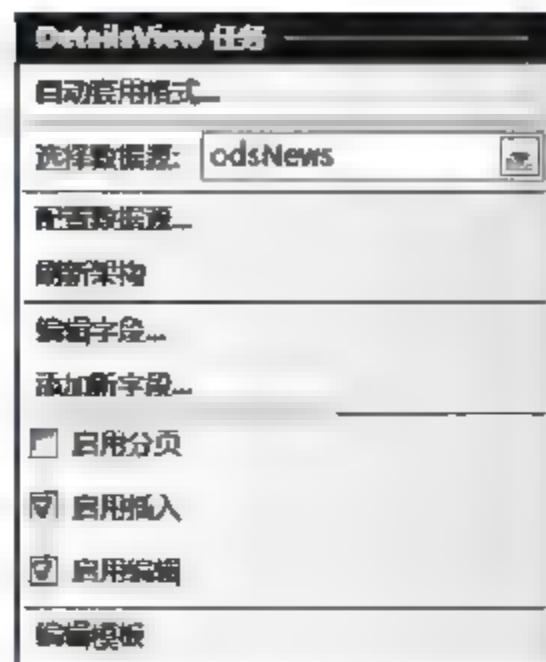 DetailsView 任务
自动套用格式...
选择数据源: odsNews
配置数据源...
刷新架构
编辑字段...
添加新字段...
启用分页
启用插入
启用编辑
编辑模板